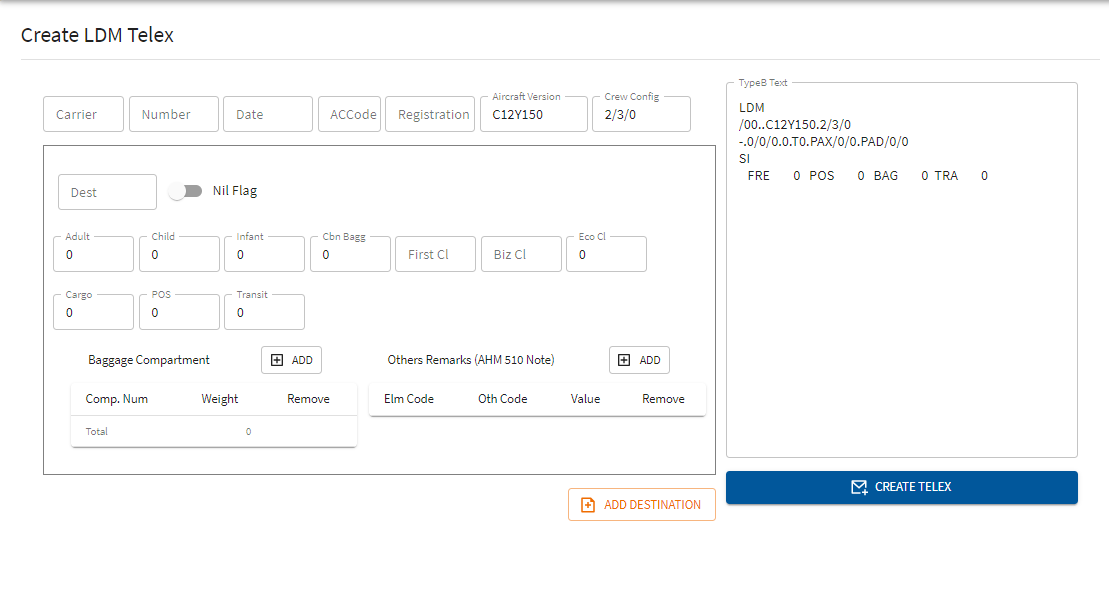 Create LDM Telex
Carrier
Number
Date
ACCode
Registration
Aircraft Version
C12Y150
Crew Config
2/3/0
Dest
Nil Flag
Adult
0
Child
0
Infant
0
Cbn Bagg
0
First Cl
Biz Cl
Eco Cl
0
Cargo
0
POS
0
Transit
0
Baggage Compartment
ADD
Comp. Num Weight Remove
Total 0
Others Remarks (AHM 510 Note)
ADD
Elm Code Oth Code Value Remove
ADD DESTINATION
TypeB Text
LDM
/00..C12Y150.2/3/0
-.0/0/0.0.T0.PAX/0/0.PAD/0/0
SI
FRE 0 POS 0 BAG 0 TRA 0
CREATE TELEX